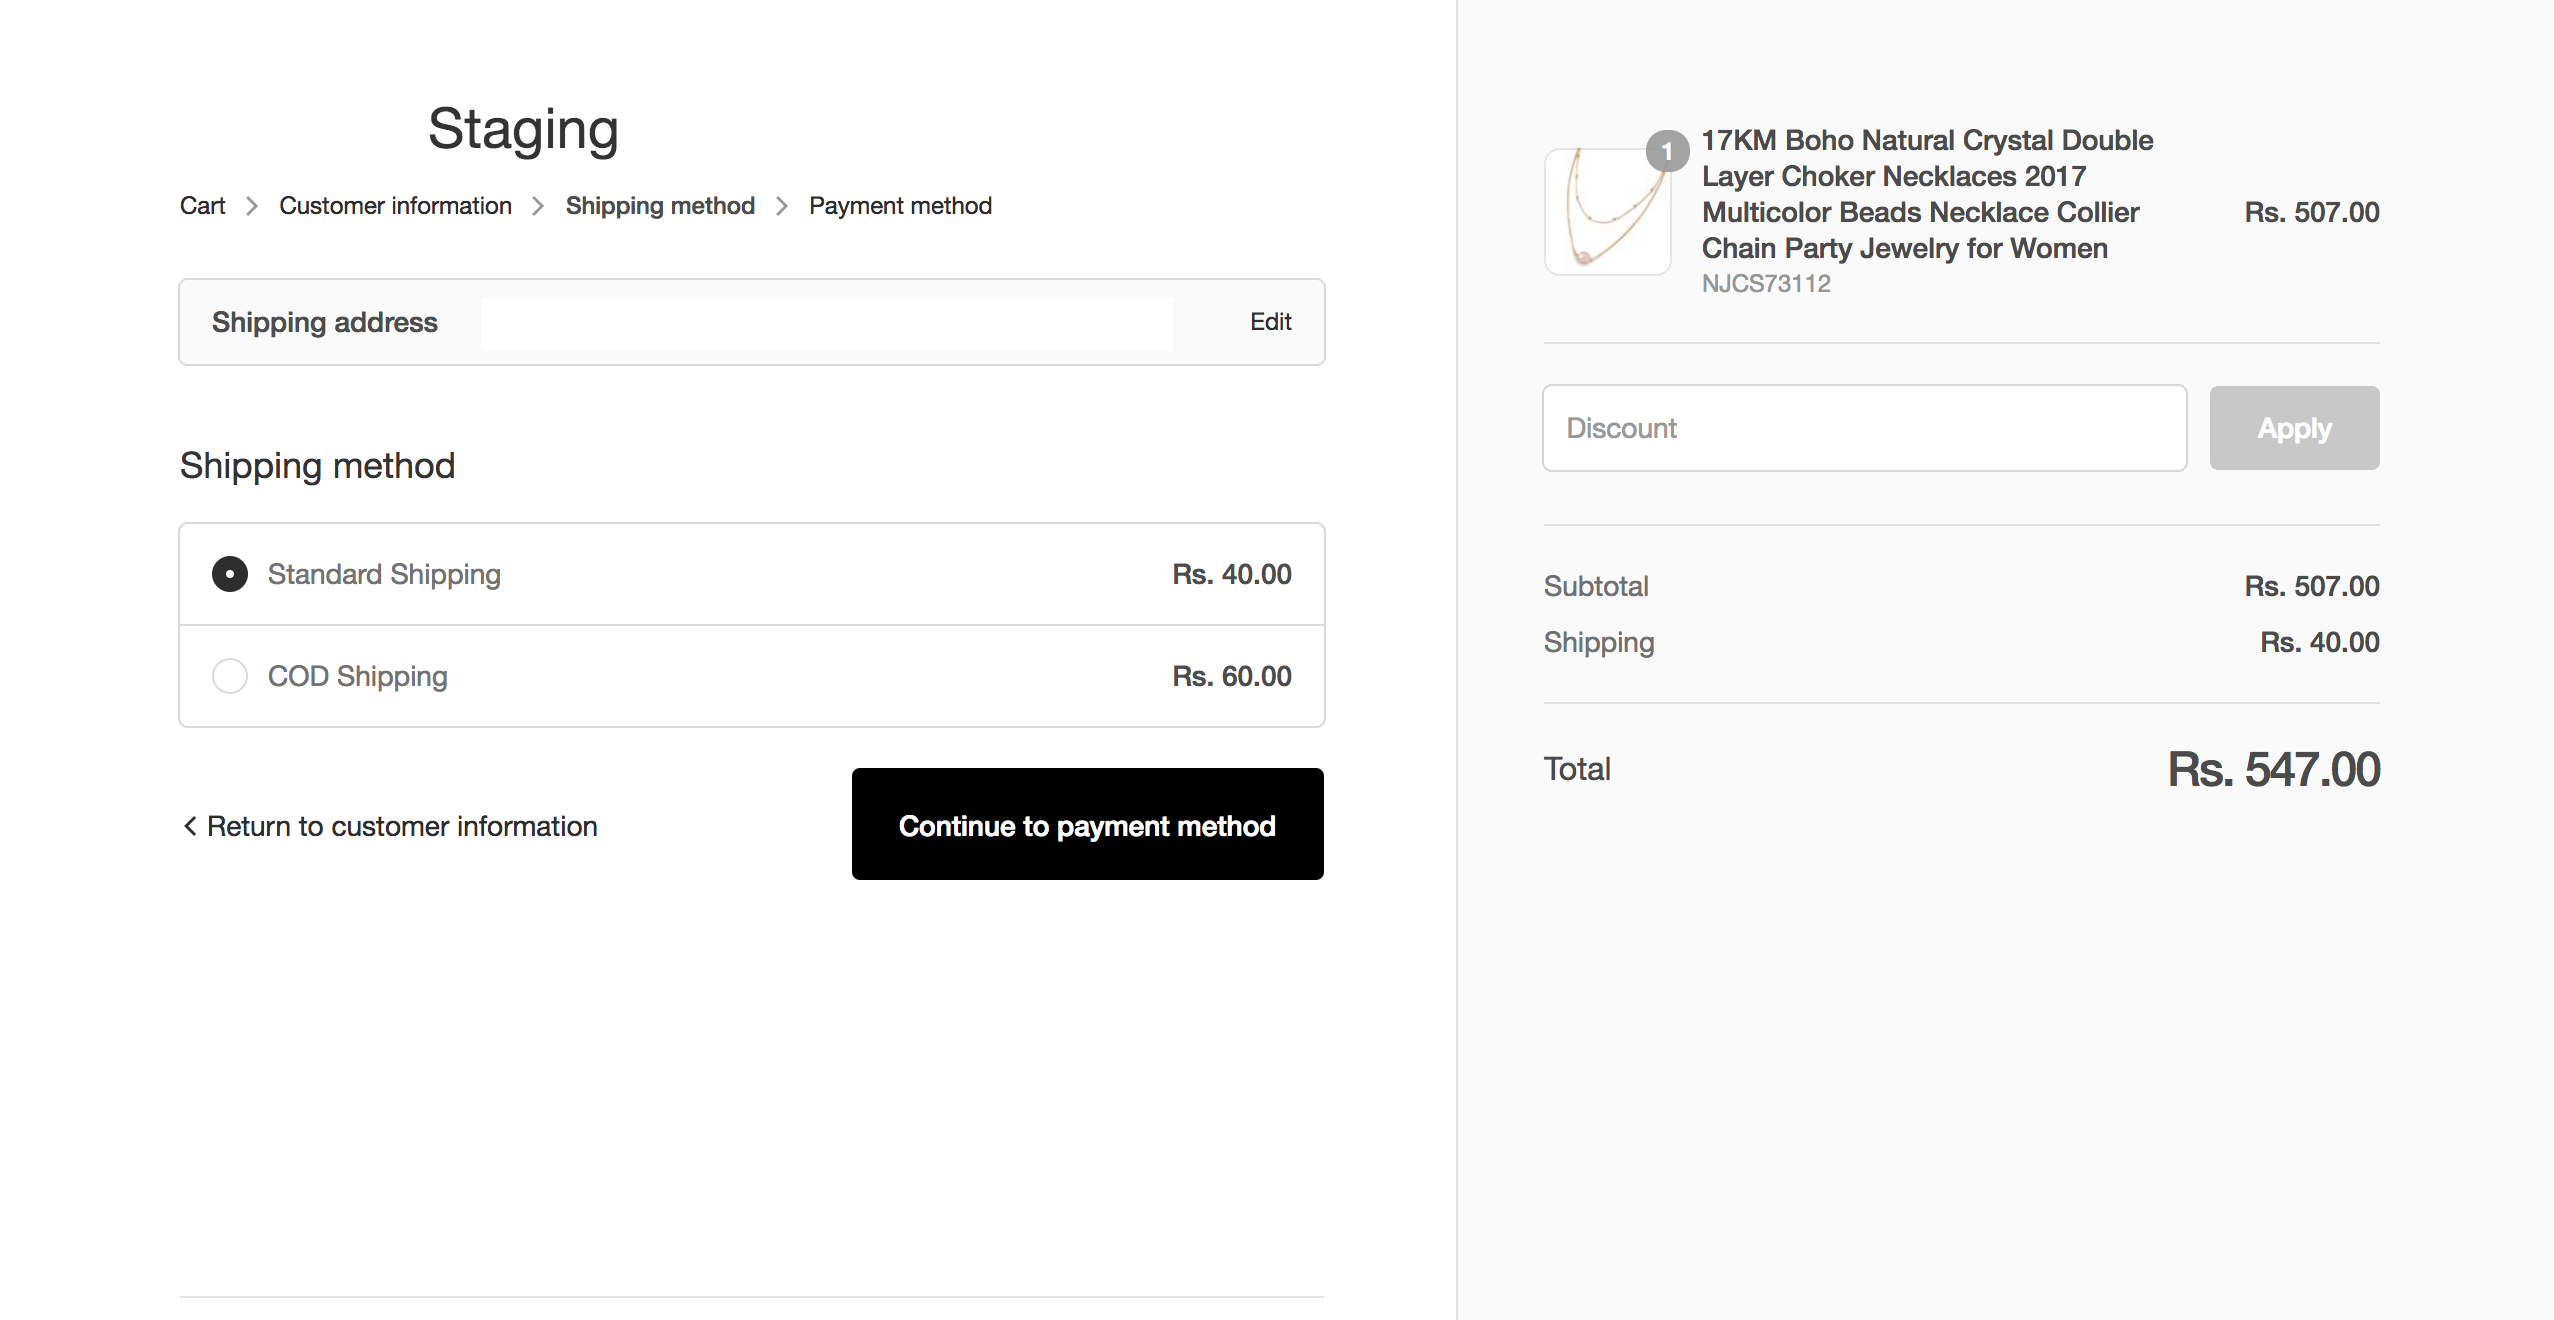 Staging
Cart > Customer information > Shipping method > Payment method
Shipping address Edit
Shipping method
Standard Shipping Rs. 40.00
COD Shipping Rs. 60.00
< Return to customer information
Continue to payment method
1
17KM Boho Natural Crystal Double
Layer Choker Necklaces 2017
Multicolor Beads Necklace Collier
Chain Party Jewelry for Women
NJCS73112
Rs. 507.00
Discount
Apply
Subtotal Rs. 507.00
Shipping Rs. 40.00
Total Rs. 547.00